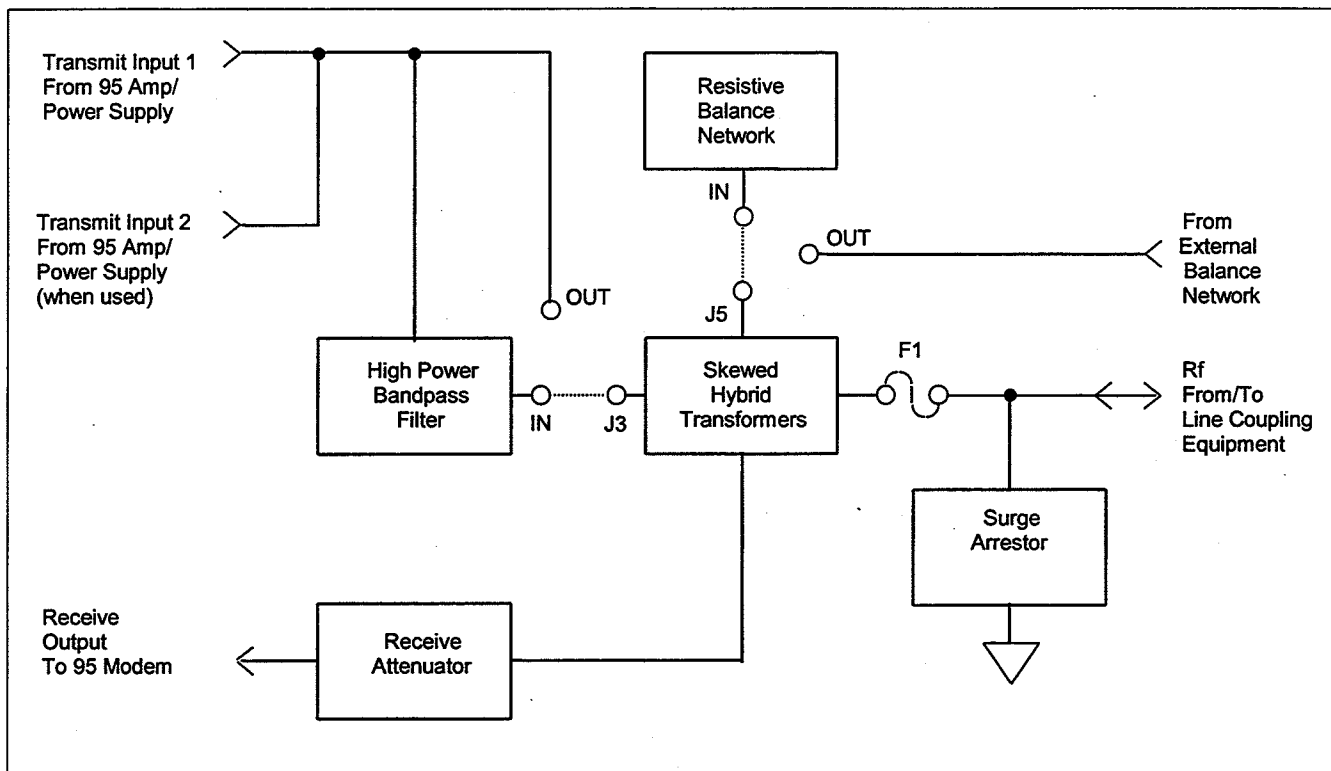 Transmit Input 1
From 95 Amp/
Power Supply
Resistive
Balance
Network
IN
Transmit Input 2
From 95 Amp/
Power Supply
(when used)
OUT
From
External
Balance
Network
OUT
J5
High Power
Bandpass
Filter
IN
J3
Skewed
Hybrid
Transformers
F1
Rf
From/To
Line Coupling
Equipment
Surge
Arrestor
Receive
Output
To 95 Modem
Receive
Attenuator